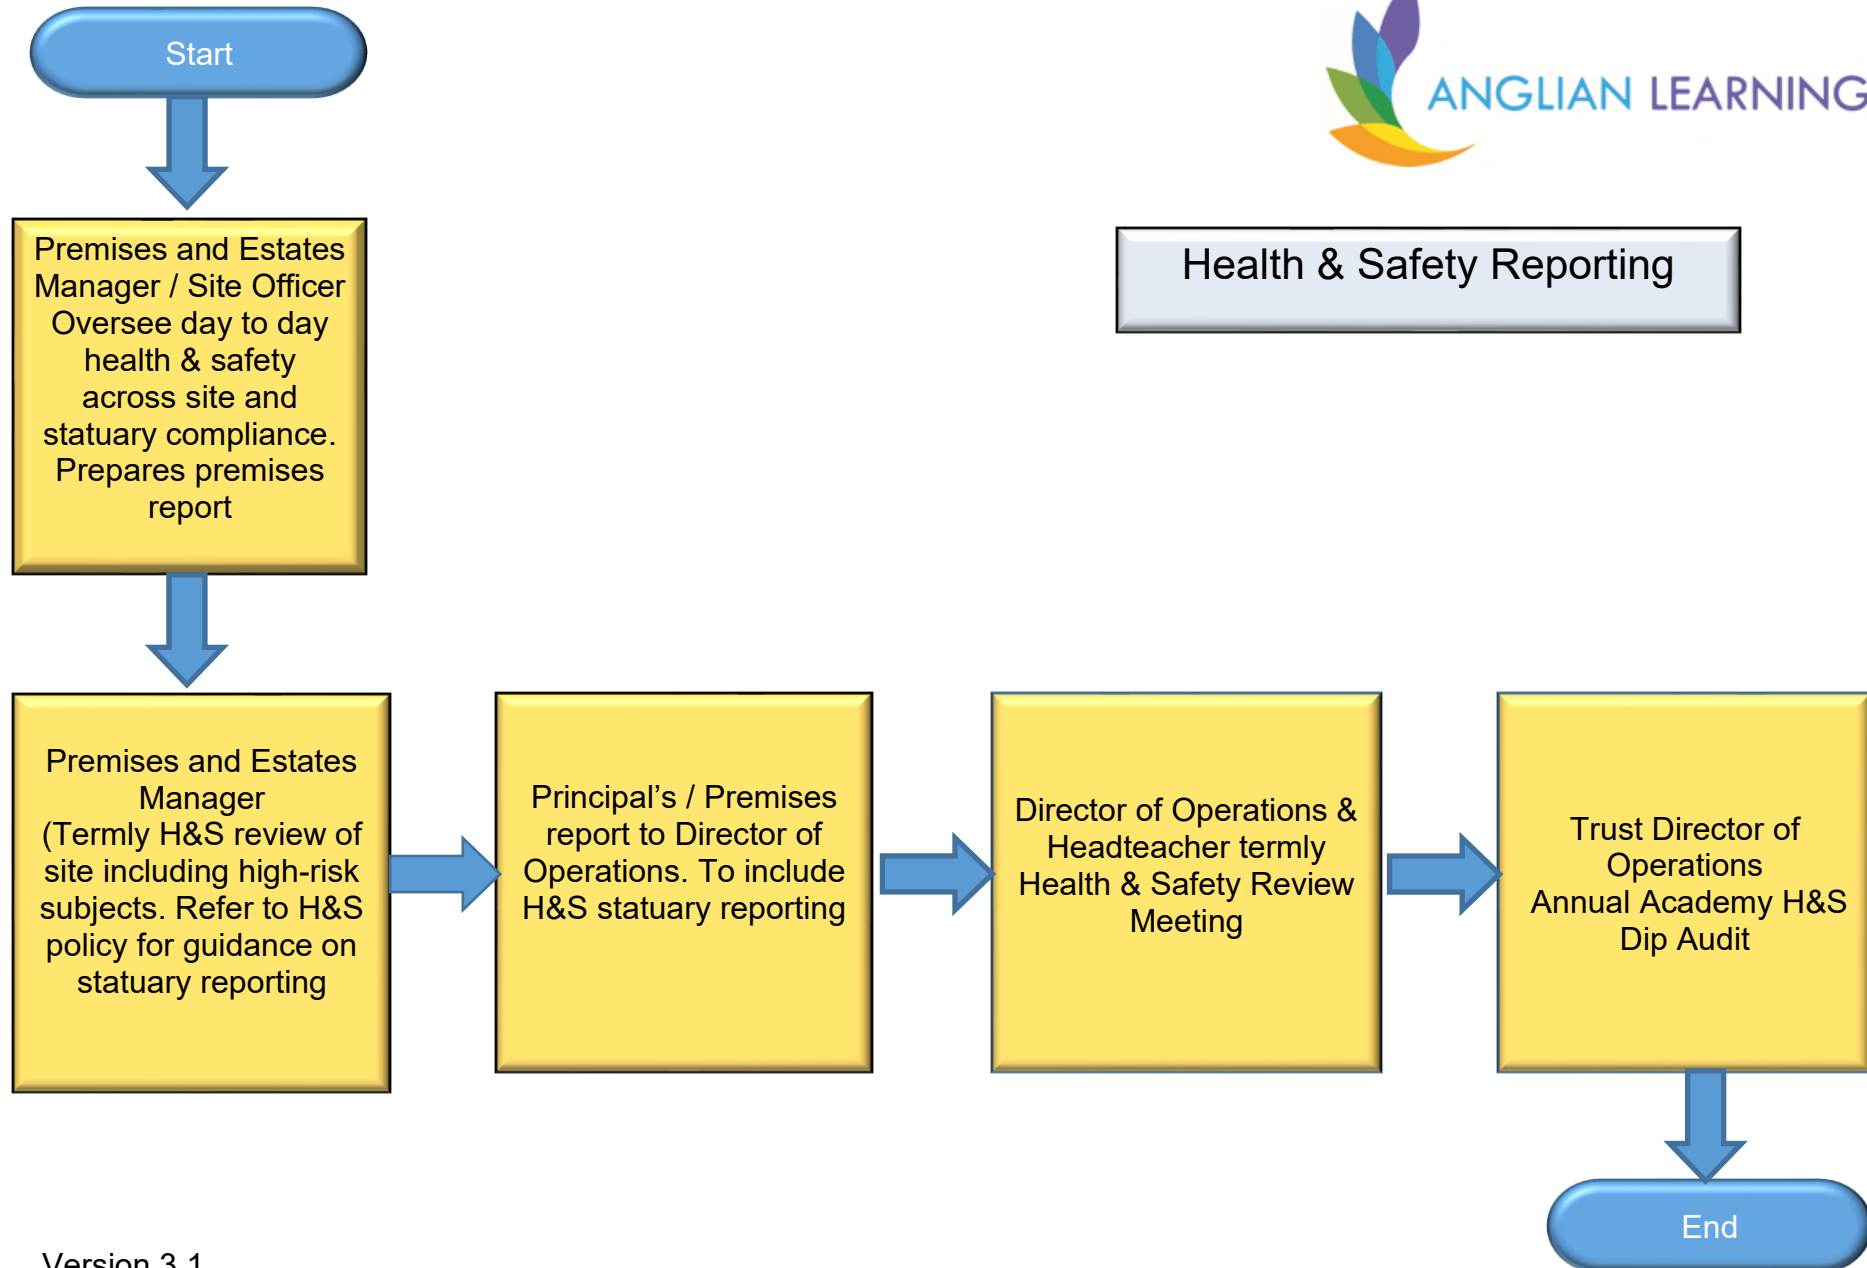 Start
ANGLIAN LEARNING
Health & Safety Reporting
Premises and Estates
Manager / Site Officer
Oversee day to day
health & safety
across site and
statuary compliance.
Prepares premises
report
Premises and Estates
Manager
(Termly H&S review of
site including high-risk
subjects. Refer to H&S
policy for guidance on
statuary reporting
Principal’s / Premises
report to Director of
Operations. To include
H&S statuary reporting
Director of Operations &
Headteacher termly
Health & Safety Review
Meeting
Trust Director of
Operations
Annual Academy H&S
Dip Audit
End
Version 3.1